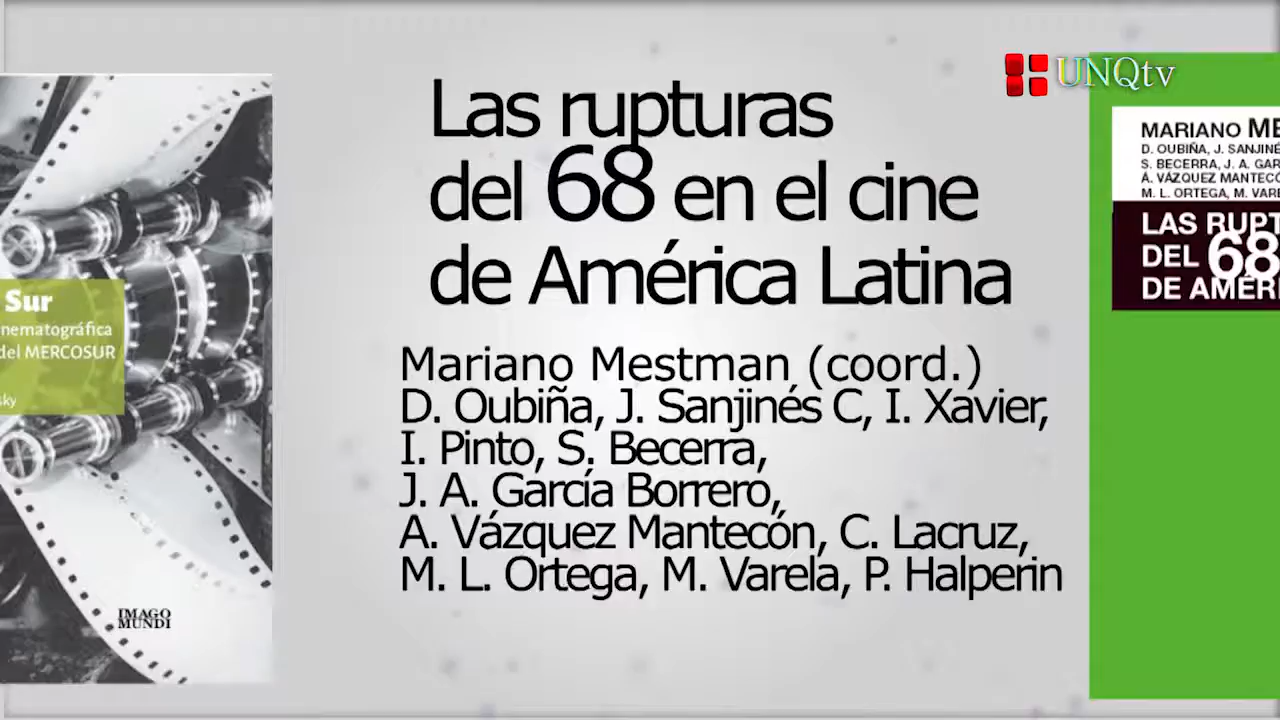 UNQtv
Las rupturas
del 68 en el cine
de América Latina
Mariano Mestman (coord.)
D. Oubiña, J. Sanjinés C, I. Xavier,
I. Pinto, S. Becerra,
J. A. García Borrero,
A. Vázquez Mantecón, C. Lacruz,
M. L. Ortega, M. Varela, P. Halperin
Sur
nematográfica
del MERCOSUR
sky
IMAGO
MUNDI
MARIANO ME
D. OUBIÑA, J. SANJINÉ
S. BECERRA, J. A. GAR
A. VÁZQUEZ MANTECÓ
M. L. ORTEGA, M. VARE
LAS RUPT
DEL 68
DE AMÉRI